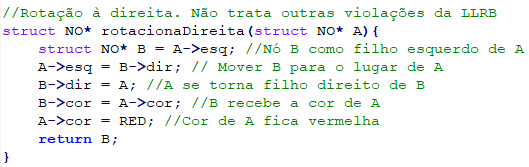 //Rotação à direita. Não trata outras violações da LLRB
struct NO* rotacionaDireita(struct NO* A){
    struct NO* B = A->esq; //Nó B como filho esquerdo de A
    A->esq = B->dir; // Mover B para o lugar de A
    B->dir = A; //A se torna filho direito de B
    B->cor = A->cor; //B recebe a cor de A
    A->cor = RED; //Cor de A fica vermelha
    return B;
}